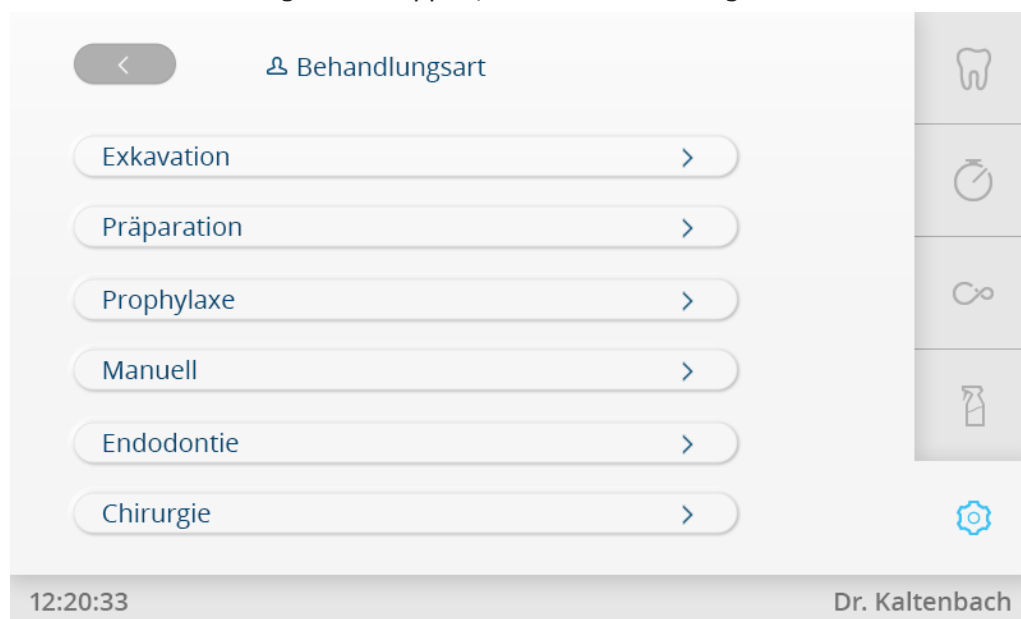 Behandlungsart
Exkavation
Präparation
Prophylaxe
Manuell
Endodontie
Chirurgie
12:20:33 Dr. Kaltenbach